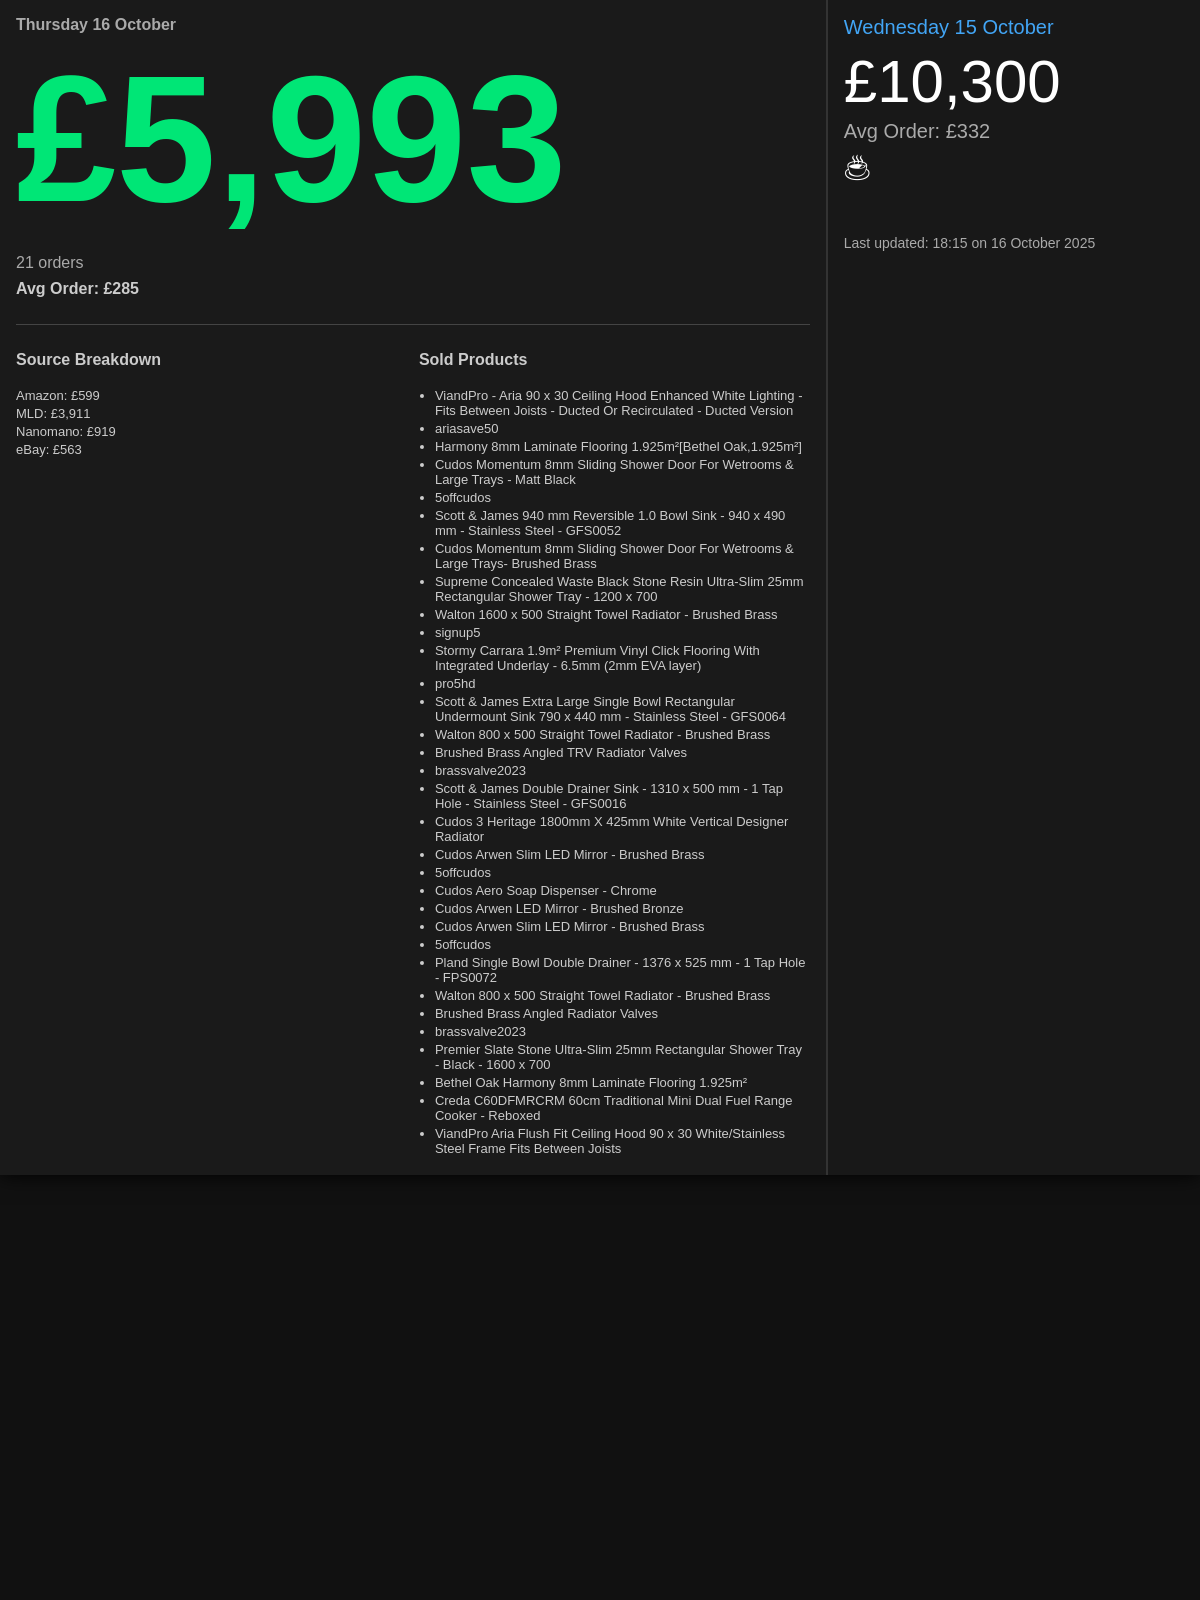 Thursday 16 October
£5,993
21 orders
Avg Order: £285
Source Breakdown
Amazon: £599
MLD: £3,911
Nanomano: £919
eBay: £563
Sold Products
• ViandPro - Aria 90 x 30 Ceiling Hood Enhanced White Lighting -
Fits Between Joists - Ducted Or Recirculated - Ducted Version
• ariasave50
• Harmony 8mm Laminate Flooring 1.925m²[Bethel Oak,1.925m²]
• Cudos Momentum 8mm Sliding Shower Door For Wetrooms &
Large Trays - Matt Black
• 5offcudos
• Scott & James 940 mm Reversible 1.0 Bowl Sink - 940 x 490
mm - Stainless Steel - GFS0052
• Cudos Momentum 8mm Sliding Shower Door For Wetrooms &
Large Trays- Brushed Brass
• Supreme Concealed Waste Black Stone Resin Ultra-Slim 25mm
Rectangular Shower Tray - 1200 x 700
• Walton 1600 x 500 Straight Towel Radiator - Brushed Brass
• signup5
• Stormy Carrara 1.9m² Premium Vinyl Click Flooring With
Integrated Underlay - 6.5mm (2mm EVA layer)
• pro5hd
• Scott & James Extra Large Single Bowl Rectangular
Undermount Sink 790 x 440 mm - Stainless Steel - GFS0064
• Walton 800 x 500 Straight Towel Radiator - Brushed Brass
• Brushed Brass Angled TRV Radiator Valves
• brassvalve2023
• Scott & James Double Drainer Sink - 1310 x 500 mm - 1 Tap
Hole - Stainless Steel - GFS0016
• Cudos 3 Heritage 1800mm X 425mm White Vertical Designer
Radiator
• Cudos Arwen Slim LED Mirror - Brushed Brass
• 5offcudos
• Cudos Aero Soap Dispenser - Chrome
• Cudos Arwen LED Mirror - Brushed Bronze
• Cudos Arwen Slim LED Mirror - Brushed Brass
• 5offcudos
• Pland Single Bowl Double Drainer - 1376 x 525 mm - 1 Tap Hole
- FPS0072
• Walton 800 x 500 Straight Towel Radiator - Brushed Brass
• Brushed Brass Angled Radiator Valves
• brassvalve2023
• Premier Slate Stone Ultra-Slim 25mm Rectangular Shower Tray
- Black - 1600 x 700
• Bethel Oak Harmony 8mm Laminate Flooring 1.925m²
• Creda C60DFMRCRM 60cm Traditional Mini Dual Fuel Range
Cooker - Reboxed
• ViandPro Aria Flush Fit Ceiling Hood 90 x 30 White/Stainless
Steel Frame Fits Between Joists
Wednesday 15 October
£10,300
Avg Order: £332
☕
Last updated: 18:15 on 16 October 2025